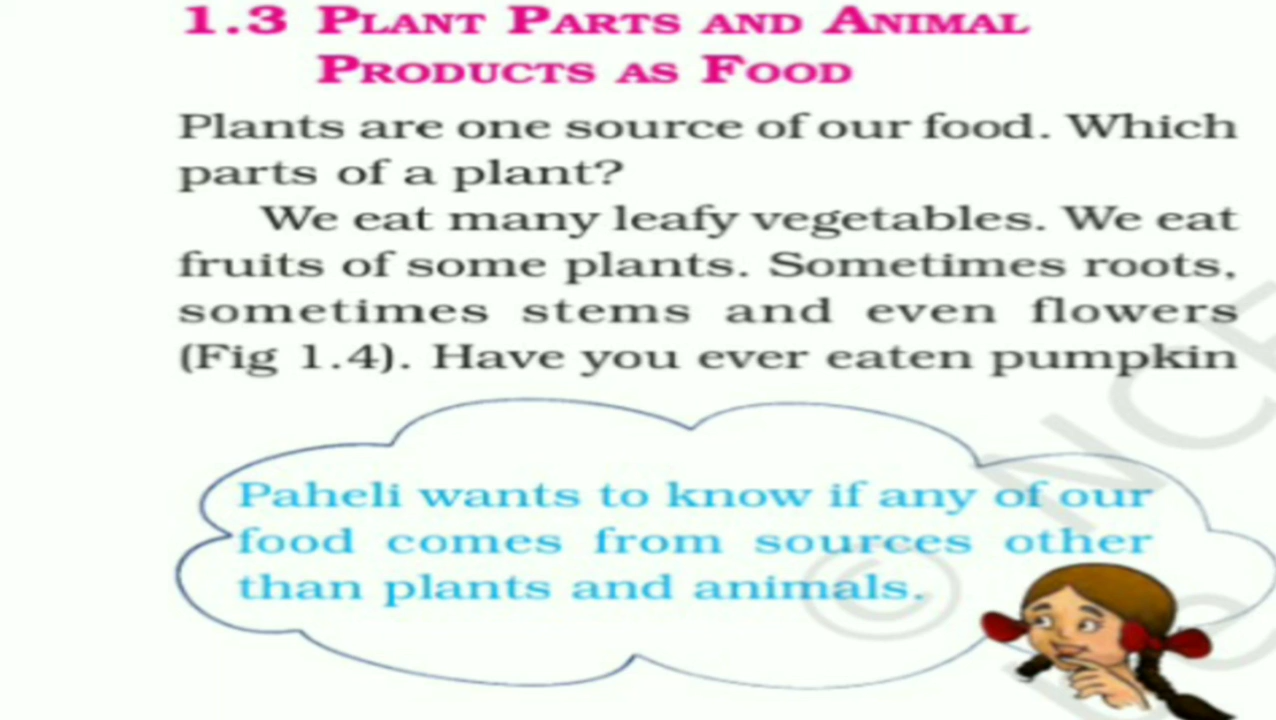 1.3 Plant Parts and Animal
Products as Food
Plants are one source of our food. Which
parts of a plant?
We eat many leafy vegetables. We eat
fruits of some plants. Sometimes roots,
sometimes stems and even flowers
(Fig 1.4). Have you ever eaten pumpkin
Paheli wants to know if any of our
food comes from sources other
than plants and animals.